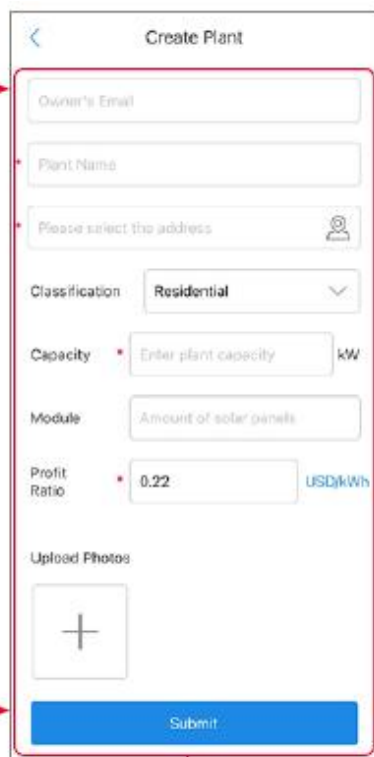 Create Plant
Owner's Email
* Plant Name
* Please select the address
Classification Residential
Capacity * Enter plant capacity kW
Module Amount of solar panels
Profit
Ratio * 0.22 USD/kWh
Upload Photos
Submit